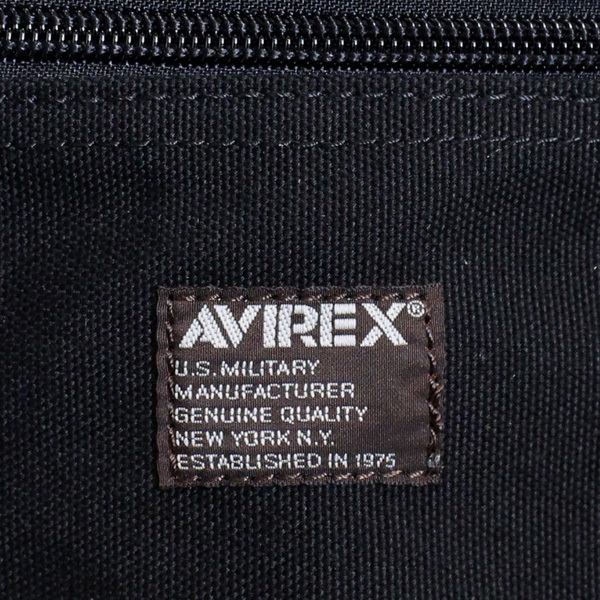 AVIREX®
U.S. MILITARY
MANUFACTURER
GENUINE QUALITY
NEW YORK N.Y.
ESTABLISHED IN 1975